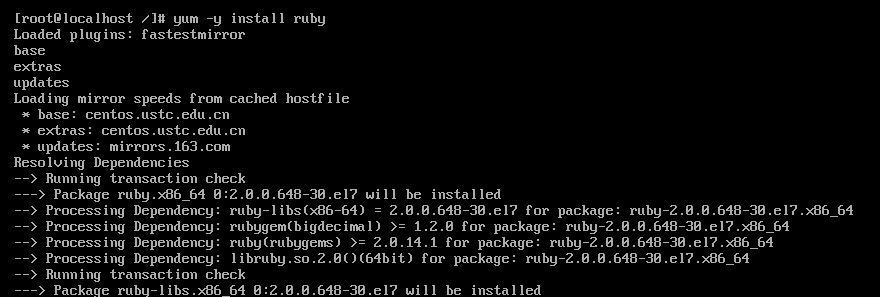 [root@localhost /]# yum -y install ruby
Loaded plugins: fastestmirror
base
extras
updates
Loading mirror speeds from cached hostfile
 * base: centos.ustc.edu.cn
 * extras: centos.ustc.edu.cn
 * updates: mirrors.163.com
Resolving Dependencies
--> Running transaction check
---> Package ruby.x86_64 0:2.0.0.648-30.el7 will be installed
--> Processing Dependency: ruby-libs(x86-64) = 2.0.0.648-30.el7 for package: ruby-2.0.0.648-30.el7.x86_64
--> Processing Dependency: rubygem(bigdecimal) >= 1.2.0 for package: ruby-2.0.0.648-30.el7.x86_64
--> Processing Dependency: ruby(rubygems) >= 2.0.14.1 for package: ruby-2.0.0.648-30.el7.x86_64
--> Processing Dependency: libruby.so.2.0()(64bit) for package: ruby-2.0.0.648-30.el7.x86_64
--> Running transaction check
---> Package ruby-libs.x86_64 0:2.0.0.648-30.el7 will be installed